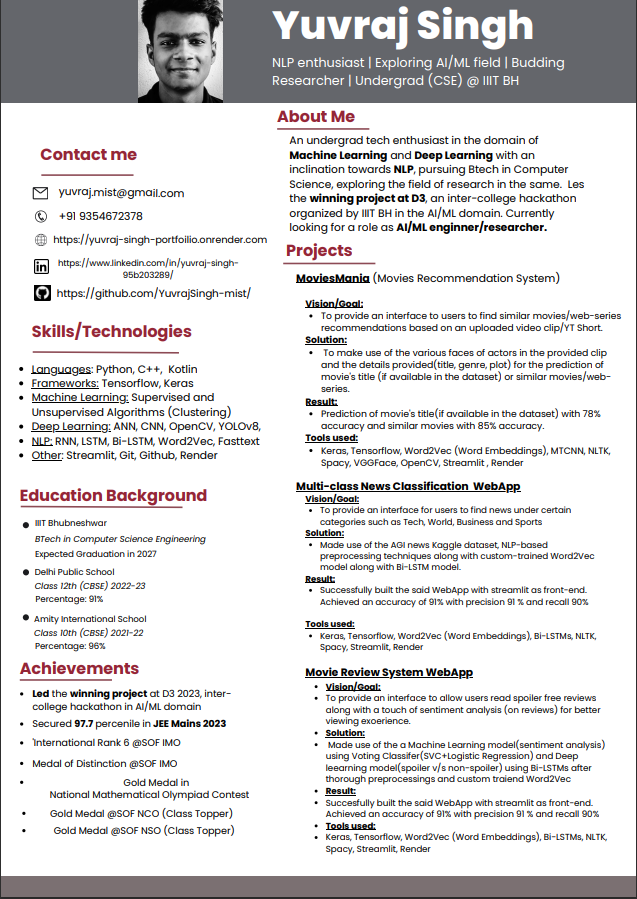 Yuvraj Singh
NLP enthusiast | Exploring AI/ML field | Budding
Researcher | Undergrad (CSE) @ IIIT BH
Contact me
yuvraj.mist@gmail.com
+91 9354672378
https://yuvraj-singh-portfoilio.onrender.com
https://www.linkedin.com/in/yuvraj-singh-
95b203289/
https://github.com/YuvrajSingh-mist/
Skills/Technologies
• Languages: Python, C++, Kotlin
• Frameworks: Tensorflow, Keras
• Machine Learning: Supervised and
Unsupervised Algorithms (Clustering)
• Deep Learning: ANN, CNN, OpenCV, YOLOv8,
• NLP: RNN, LSTM, Bi-LSTM, Word2Vec, Fasttext
• Other: Streamlit, Git, Github, Render
Education Background
• IIIT Bhubneshwar
BTech in Computer Science Engineering
Expected Graduation in 2027
• Delhi Public School
Class 12th (CBSE) 2022-23
Percentage: 91%
• Amity International School
Class 10th (CBSE) 2021-22
Percentage: 96%
Achievements
• Led the winning project at D3 2023, inter-
college hackathon in AI/ML domain
• Secured 97.7 percenile in JEE Mains 2023
• 'International Rank 6 @SOF IMO
• Medal of Distinction @SOF IMO
• Gold Medal in
National Mathematical Olympiad Contest
• Gold Medal @SOF NCO (Class Topper)
• Gold Medal @SOF NSO (Class Topper)
About Me
An undergrad tech enthusiast in the domain of
Machine Learning and Deep Learning with an
inclination towards NLP, pursuing Btech in Computer
Science, exploring the field of research in the same. Les
the winning project at D3, an inter-college hackathon
organized by IIIT BH in the AI/ML domain. Currently
looking for a role as AI/ML enginner/researcher.
Projects
MoviesMania (Movies Recommendation System)
Vision/Goal:
• To provide an interface to users to find similar movies/web-series
recommendations based on an uploaded video clip/YT Short.
Solution:
• To make use of the various faces of actors in the provided clip
and the details provided(title, genre, plot) for the prediction of
movie's title (if available in the dataset) or similar movies/web-
series.
Result:
• Prediction of movie's title(if available in the dataset) with 78%
accuracy and similar movies with 85% accuracy.
Tools used:
• Keras, Tensorflow, Word2Vec (Word Embeddings), MTCNN, NLTK,
Spacy, VGGFace, OpenCV, Streamlit , Render
Multi-class News Classification WebApp
Vision/Goal:
• To provide an interface for users to find news under certain
categories such as Tech, World, Business and Sports
Solution:
• Made use of the AGI news Kaggle dataset, NLP-based
preprocessing techniques along with custom-trained Word2Vec
model along with Bi-LSTM model.
Result:
• Successfully built the said WebApp with streamlit as front-end.
Achieved an accuracy of 91% with precision 91 % and recall 90%
Tools used:
• Keras, Tensorflow, Word2Vec (Word Embeddings), Bi-LSTMs, NLTK,
Spacy, Streamlit, Render
Movie Review System WebApp
• Vision/Goal:
• To provide an interface to allow users read spoiler free reviews
along with a touch of sentiment analysis (on reviews) for better
viewing exoerience.
• Solution:
• Made use of the a Machine Learning model(sentiment analysis)
using Voting Classifer(SVC+Logistic Regression) and Deep
leearning model(spoiler v/s non-spoiler) using Bi-LSTMs after
thorough preprocessings and custom traiend Word2Vec
• Result:
• Succesfully built the said WebApp with streamlit as front-end.
Achieved an accuracy of 91% with precision 91 % and recall 90%
• Tools used:
• Keras, Tensorflow, Word2Vec (Word Embeddings), Bi-LSTMs, NLTK,
Spacy, Streamlit, Render